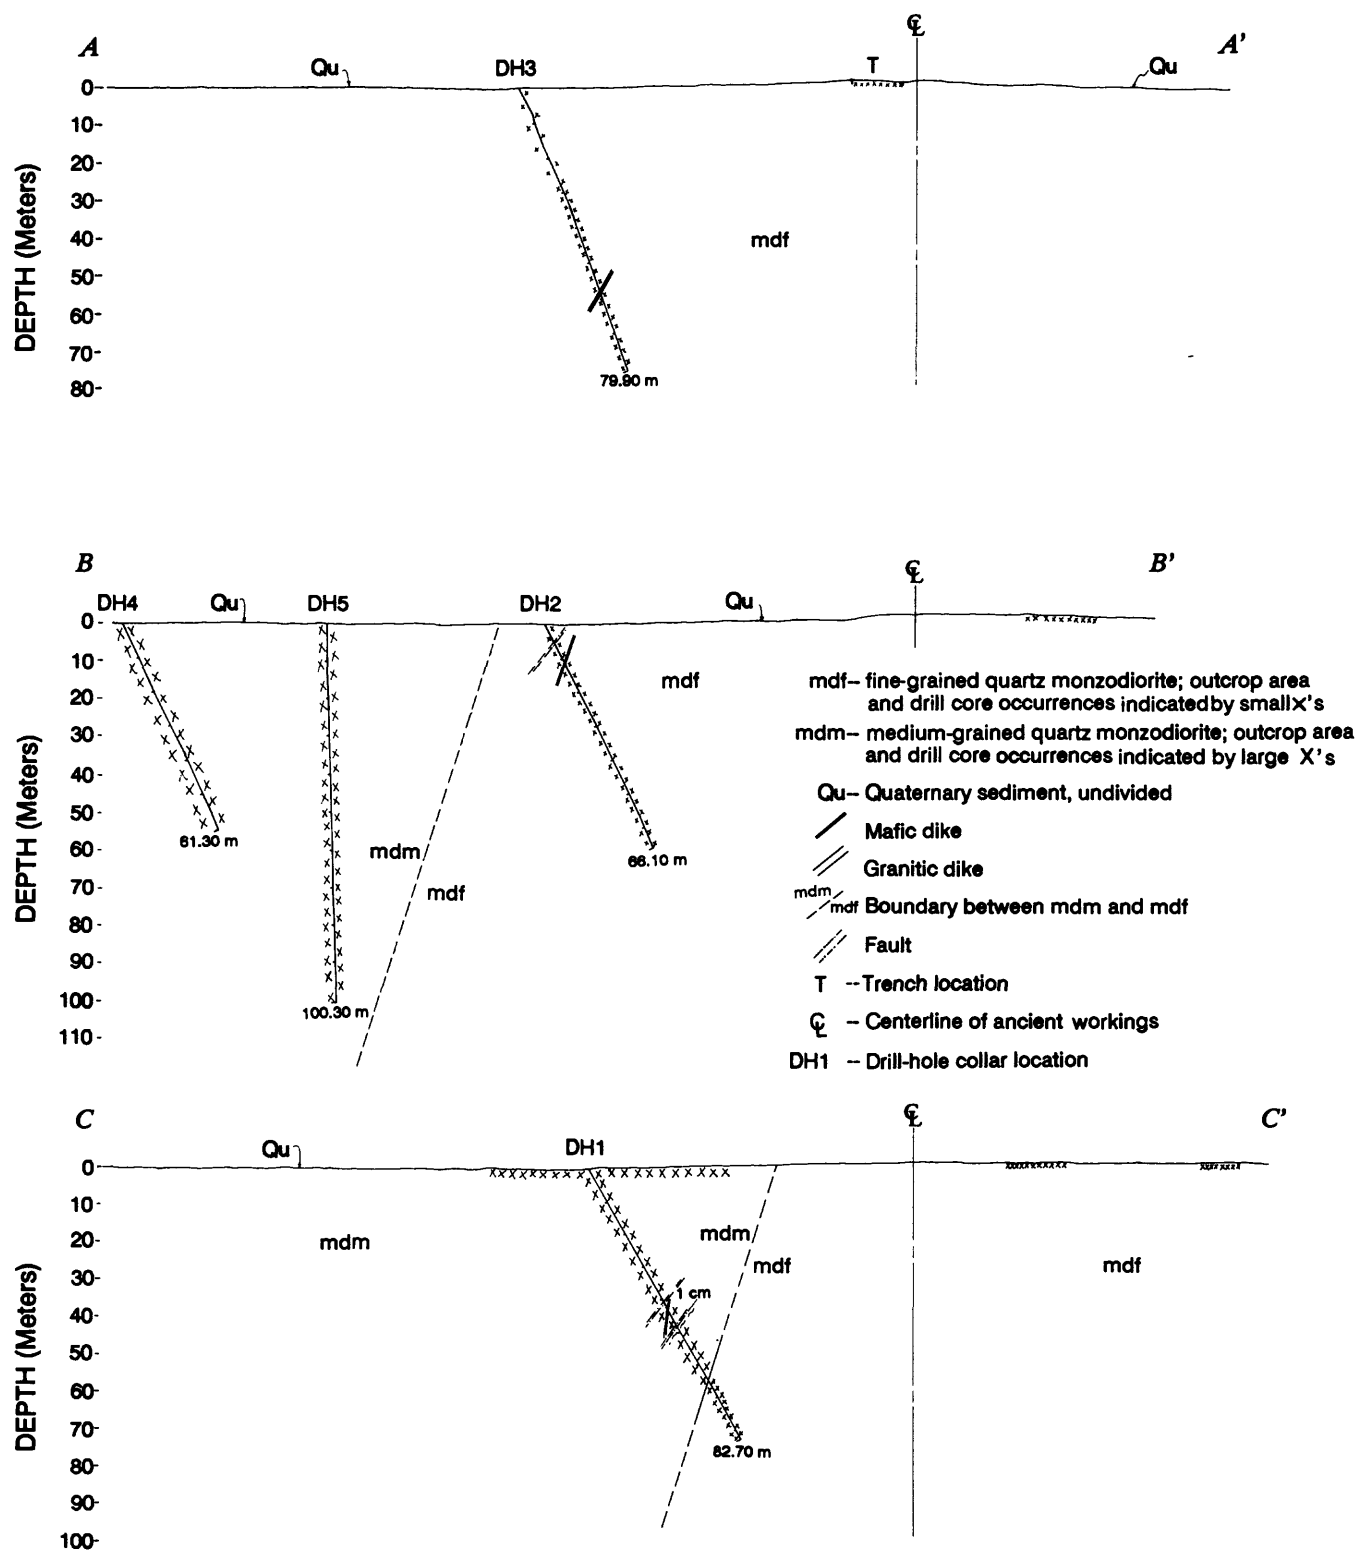 A
℄
A'
Qu
DH3
T
Qu
0-
10-
20-
30-
40-
50-
60-
70-
80-
DEPTH (Meters)
mdf
79.90 m
B
℄
B'
DH4
Qu
DH5
DH2
Qu
0-
10-
20-
30-
40-
50-
60-
70-
80-
90-
100-
110-
DEPTH (Meters)
mdm
mdf
mdf
61.30 m
100.30 m
66.10 m
mdf-- fine-grained quartz monzodiorite; outcrop area
and drill core occurrences indicated by small x's
mdm-- medium-grained quartz monzodiorite; outcrop area
and drill core occurrences indicated by large X's
Qu-- Quaternary sediment, undivided
Mafic dike
Granitic dike
mdm
mdf Boundary between mdm and mdf
Fault
T --Trench location
℄ -- Centerline of ancient workings
DH1 -- Drill-hole collar location
C
℄
C'
Qu
DH1
0-
10-
20-
30-
40-
50-
60-
70-
80-
90-
100-
DEPTH (Meters)
mdm
mdm
mdf
mdf
1 cm
82.70 m